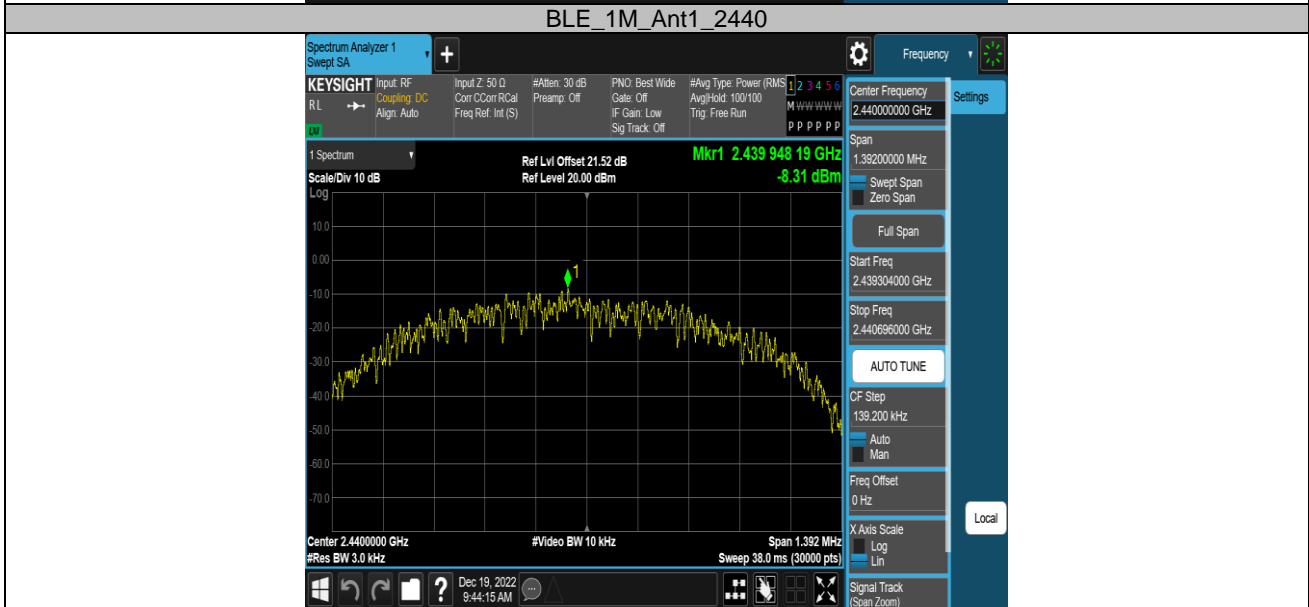 BLE_1M_Ant1_2440
Spectrum Analyzer 1
Swept SA
+
Frequency
KEYSIGHT
RL
LXI
Input: RF
Coupling: DC
Align: Auto
Input Z: 50 Ω
Corr CCorr RCal
Freq Ref: Int (S)
#Atten: 30 dB
Preamp: Off
PNO: Best Wide
Gate: Off
IF Gain: Low
Sig Track: Off
#Avg Type: Power (RMS
Avg|Hold: 100/100
Trig: Free Run
1 2 3 4 5 6
M W W W W W
P P P P P P
1 Spectrum
Scale/Div 10 dB
Log
Ref Lvl Offset 21.52 dB
Ref Level 20.00 dBm
Mkr1 2.439 948 19 GHz
-8.31 dBm
10.0
0.00
-10.0
-20.0
-30.0
-40.0
-50.0
-60.0
-70.0
1
Center 2.4400000 GHz
#Res BW 3.0 kHz
#Video BW 10 kHz
Span 1.392 MHz
Sweep 38.0 ms (30000 pts)
?
Dec 19, 2022
9:44:15 AM
Center Frequency
2.440000000 GHz
Settings
Span
1.39200000 MHz
Swept Span
Zero Span
Full Span
Start Freq
2.439304000 GHz
Stop Freq
2.440696000 GHz
AUTO TUNE
CF Step
139.200 kHz
Auto
Man
Freq Offset
0 Hz
X Axis Scale
Log
Lin
Local
Signal Track
(Span Zoom)